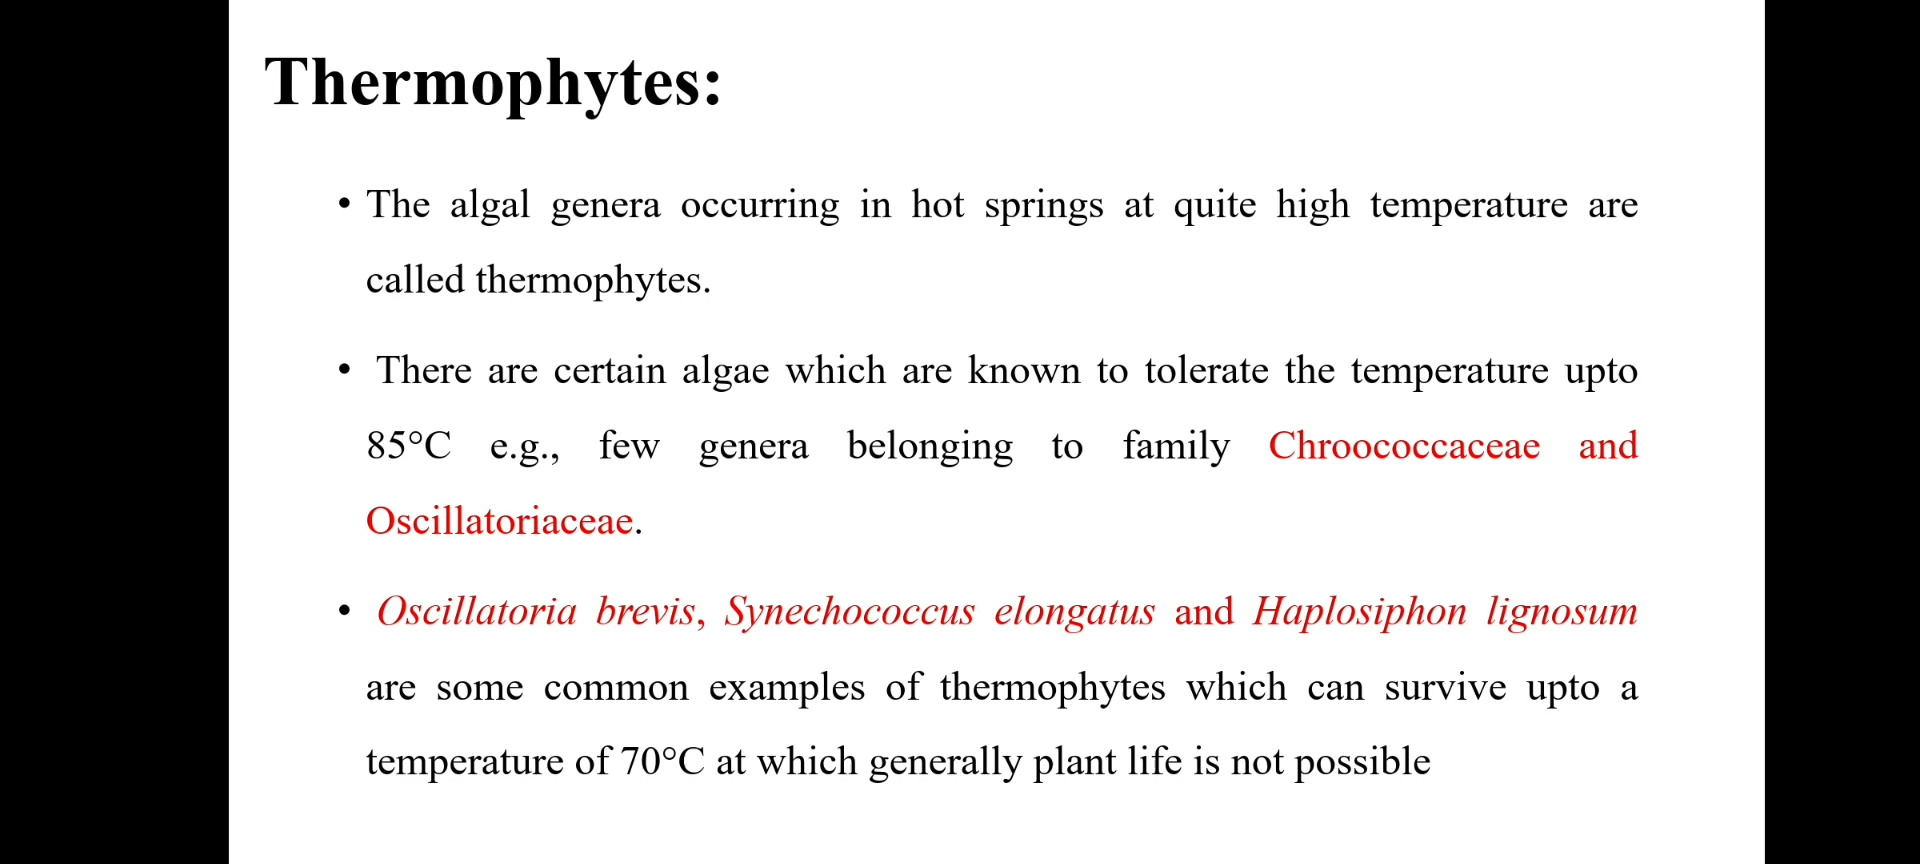 Thermophytes:
• The algal genera occurring in hot springs at quite high temperature are
called thermophytes.
• There are certain algae which are known to tolerate the temperature upto
85°C e.g., few genera belonging to family Chroococcaceae and
Oscillatoriaceae.
• Oscillatoria brevis, Synechococcus elongatus and Haplosiphon lignosum
are some common examples of thermophytes which can survive upto a
temperature of 70°C at which generally plant life is not possible